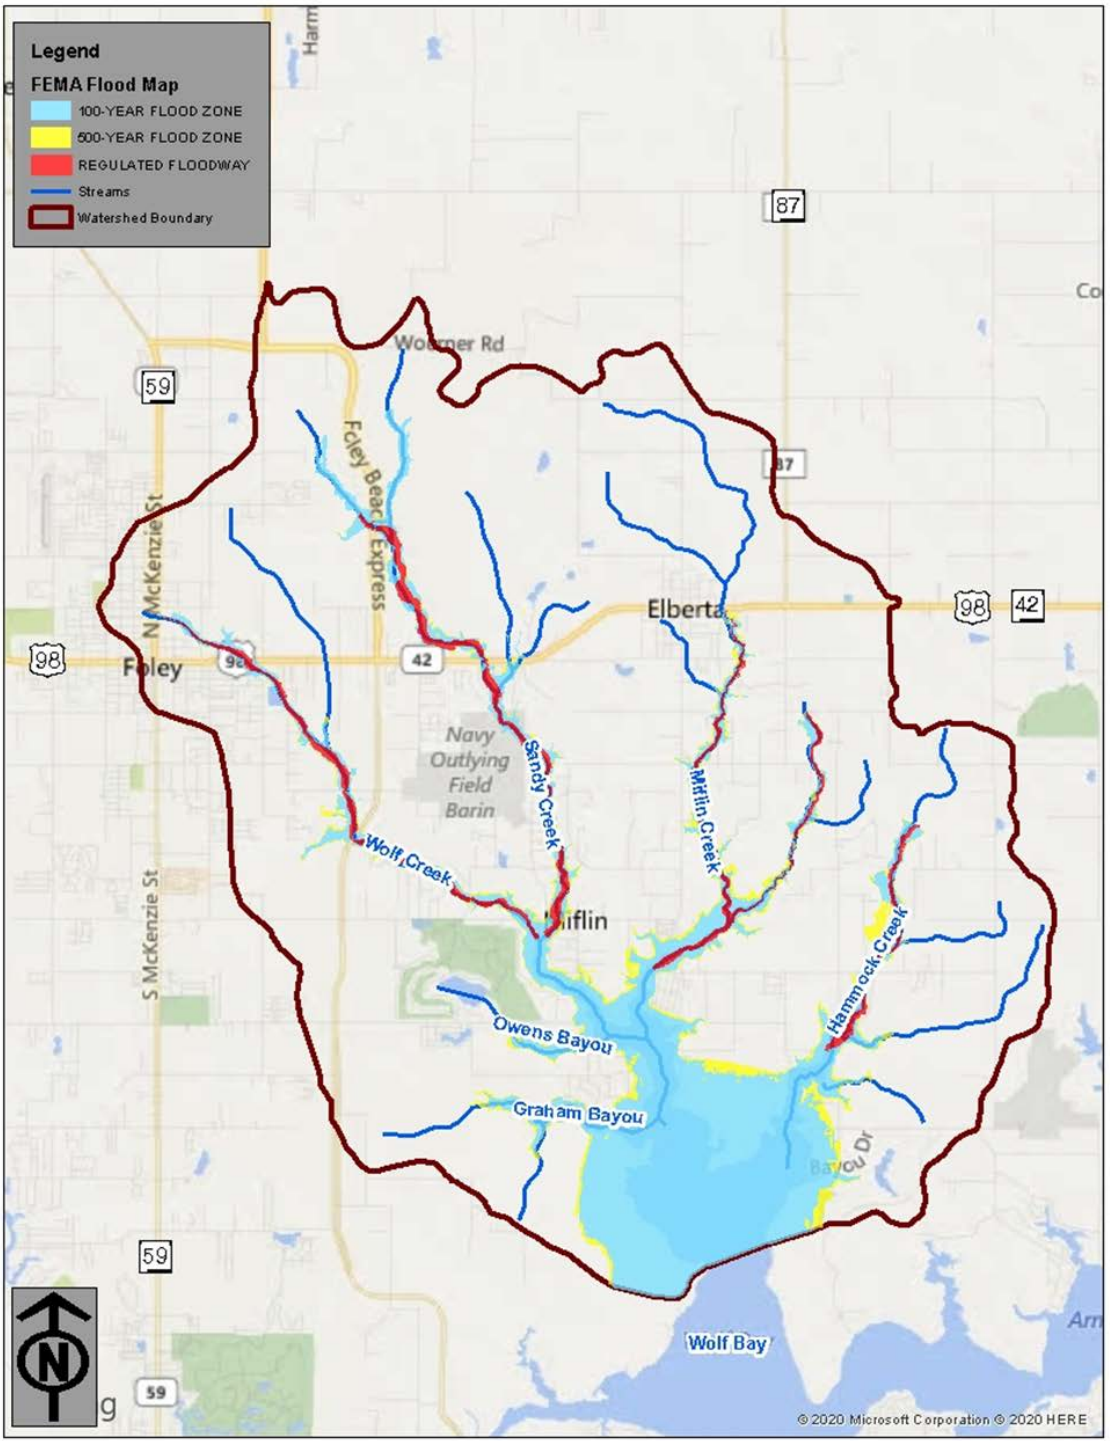 Legend
FEMA Flood Map
100-YEAR FLOOD ZONE
500-YEAR FLOOD ZONE
REGULATED FLOODWAY
Streams
Watershed Boundary
Harm
87
Co
Woerner Rd
59
Foley Beach Express
87
N McKenzie St
Elberta
98
42
98
Foley
98
42
Navy
Outlying
Field
Barin
Sandy Creek
Miflin Creek
Wolf Creek
S McKenzie St
Miflin
Hammock Creek
Owens Bayou
Graham Bayou
Bayou Dr
59
Wolf Bay
N
59
g
© 2020 Microsoft Corporation © 2020 HERE